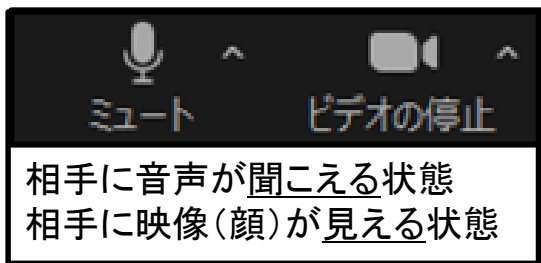 ミュート ビデオの停止
相手に音声が聞こえる状態
相手に映像(顔)が見える状態